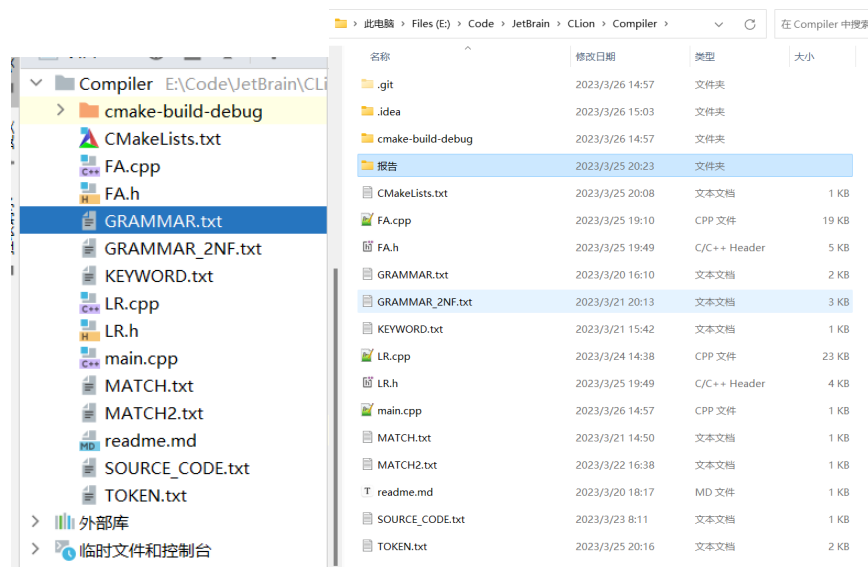 Compiler E:\Code\JetBrain\CLi
cmake-build-debug
CMakeLists.txt
FA.cpp
FA.h
GRAMMAR.txt
GRAMMAR_2NF.txt
KEYWORD.txt
LR.cpp
LR.h
main.cpp
MATCH.txt
MATCH2.txt
readme.md
SOURCE_CODE.txt
TOKEN.txt
外部库
临时文件和控制台
此电脑 > Files (E:) > Code > JetBrain > CLion > Compiler >
在 Compiler 中搜索
名称 修改日期 类型 大小
.git 2023/3/26 14:57 文件夹
.idea 2023/3/26 15:03 文件夹
cmake-build-debug 2023/3/26 14:57 文件夹
报告 2023/3/25 20:23 文件夹
CMakeLists.txt 2023/3/25 20:08 文本文档 1 KB
FA.cpp 2023/3/25 19:10 CPP 文件 19 KB
FA.h 2023/3/25 19:49 C/C++ Header 5 KB
GRAMMAR.txt 2023/3/20 16:10 文本文档 2 KB
GRAMMAR_2NF.txt 2023/3/21 20:13 文本文档 3 KB
KEYWORD.txt 2023/3/21 15:42 文本文档 1 KB
LR.cpp 2023/3/24 14:38 CPP 文件 23 KB
LR.h 2023/3/25 19:49 C/C++ Header 4 KB
main.cpp 2023/3/26 14:57 CPP 文件 1 KB
MATCH.txt 2023/3/21 14:50 文本文档 1 KB
MATCH2.txt 2023/3/22 16:38 文本文档 1 KB
readme.md 2023/3/20 18:17 MD 文件 1 KB
SOURCE_CODE.txt 2023/3/23 8:11 文本文档 1 KB
TOKEN.txt 2023/3/25 20:16 文本文档 2 KB